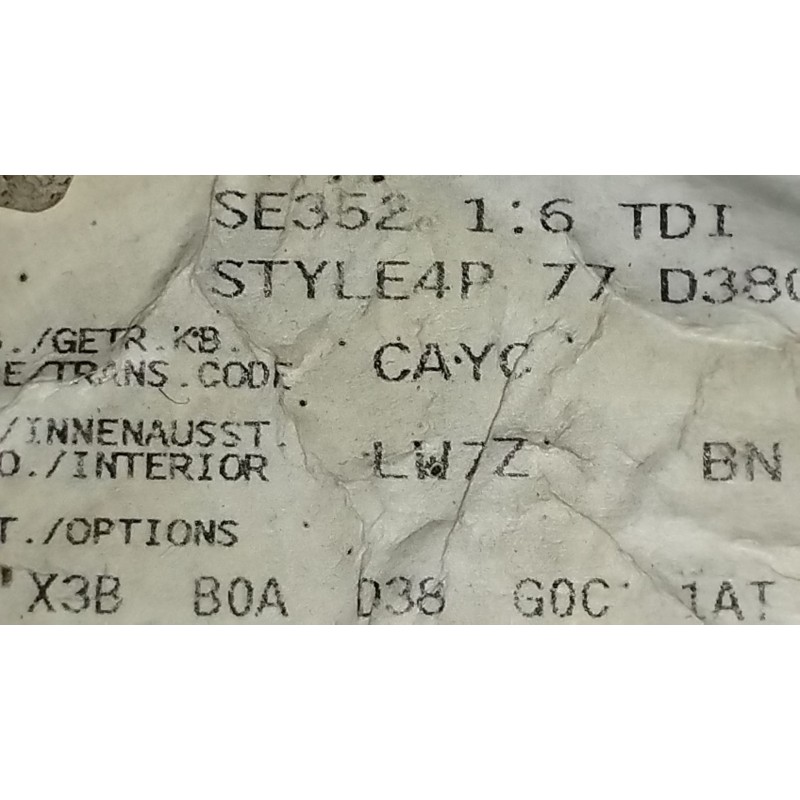 SE352 1.6 TDI
STYLE4P 77 D38C
./GETR.KB.
E/TRANS.CODE CAYC
/INNENAUSST.
O./INTERIOR LW7Z BN
T./OPTIONS
X3B B0A D38 G0C 1AT